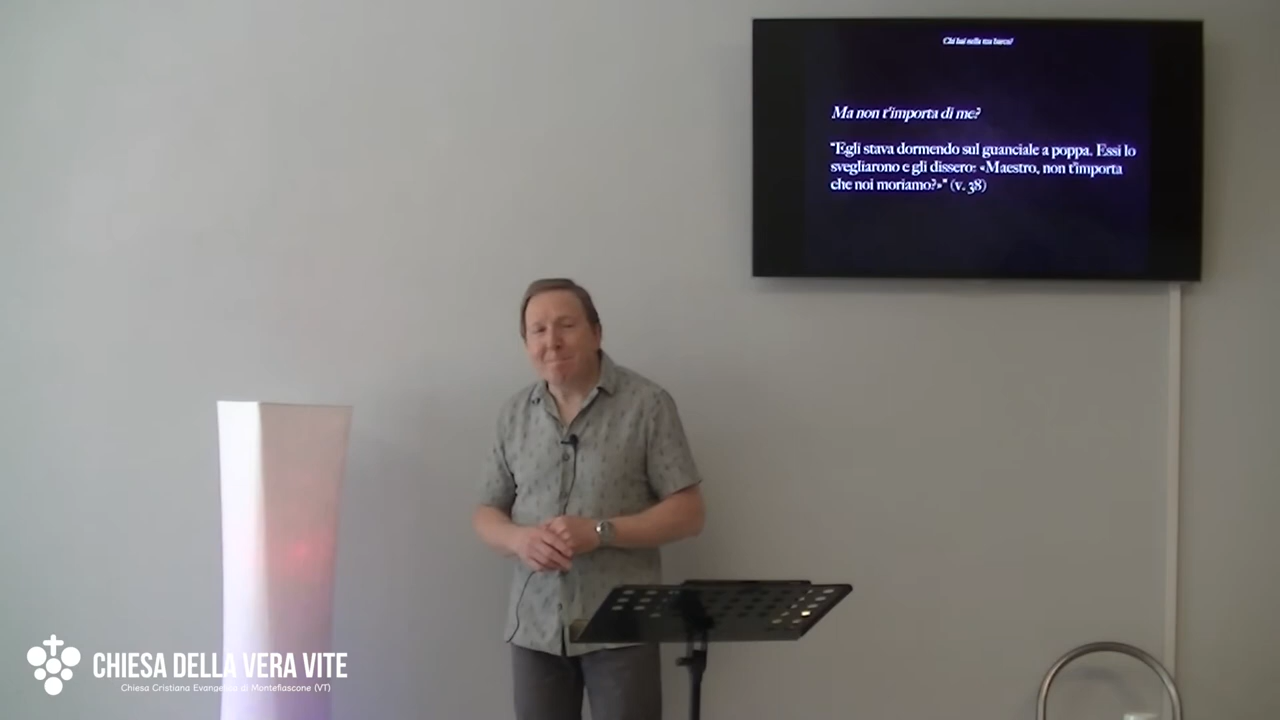 Chi hai nella tua barca?
Ma non t'importa di me?
"Egli stava dormendo sul guanciale a poppa. Essi lo
svegliarono e gli dissero: «Maestro, non t'importa
che noi moriamo?»" (v. 38)
CHIESA DELLA VERA VITE
Chiesa Cristiana Evangelica di Montefiascone (VT)